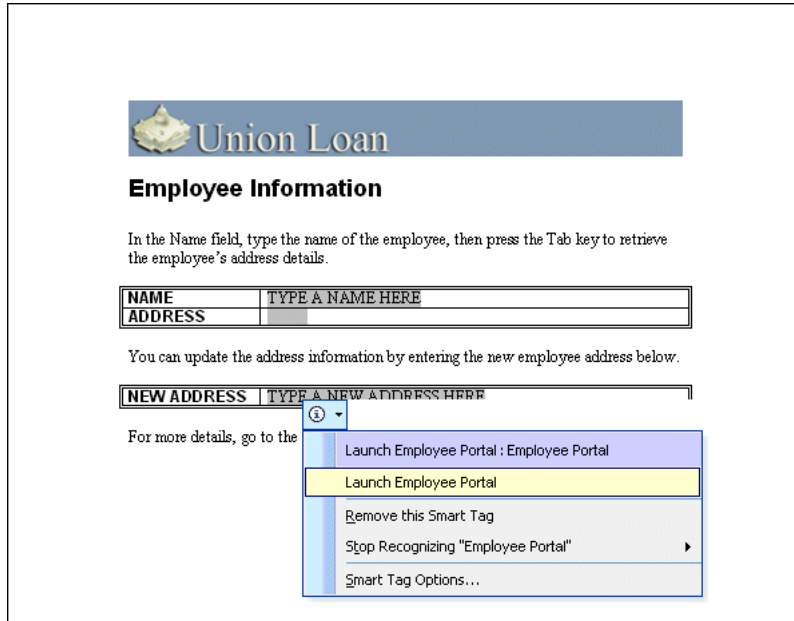 Union Loan
Employee Information
In the Name field, type the name of the employee, then press the Tab key to retrieve
the employee's address details.
NAME TYPE A NAME HERE
ADDRESS
You can update the address information by entering the new employee address below.
NEW ADDRESS TYPE A NEW ADDRESS HERE
For more details, go to the
Launch Employee Portal : Employee Portal
Launch Employee Portal
Remove this Smart Tag
Stop Recognizing "Employee Portal"
Smart Tag Options...